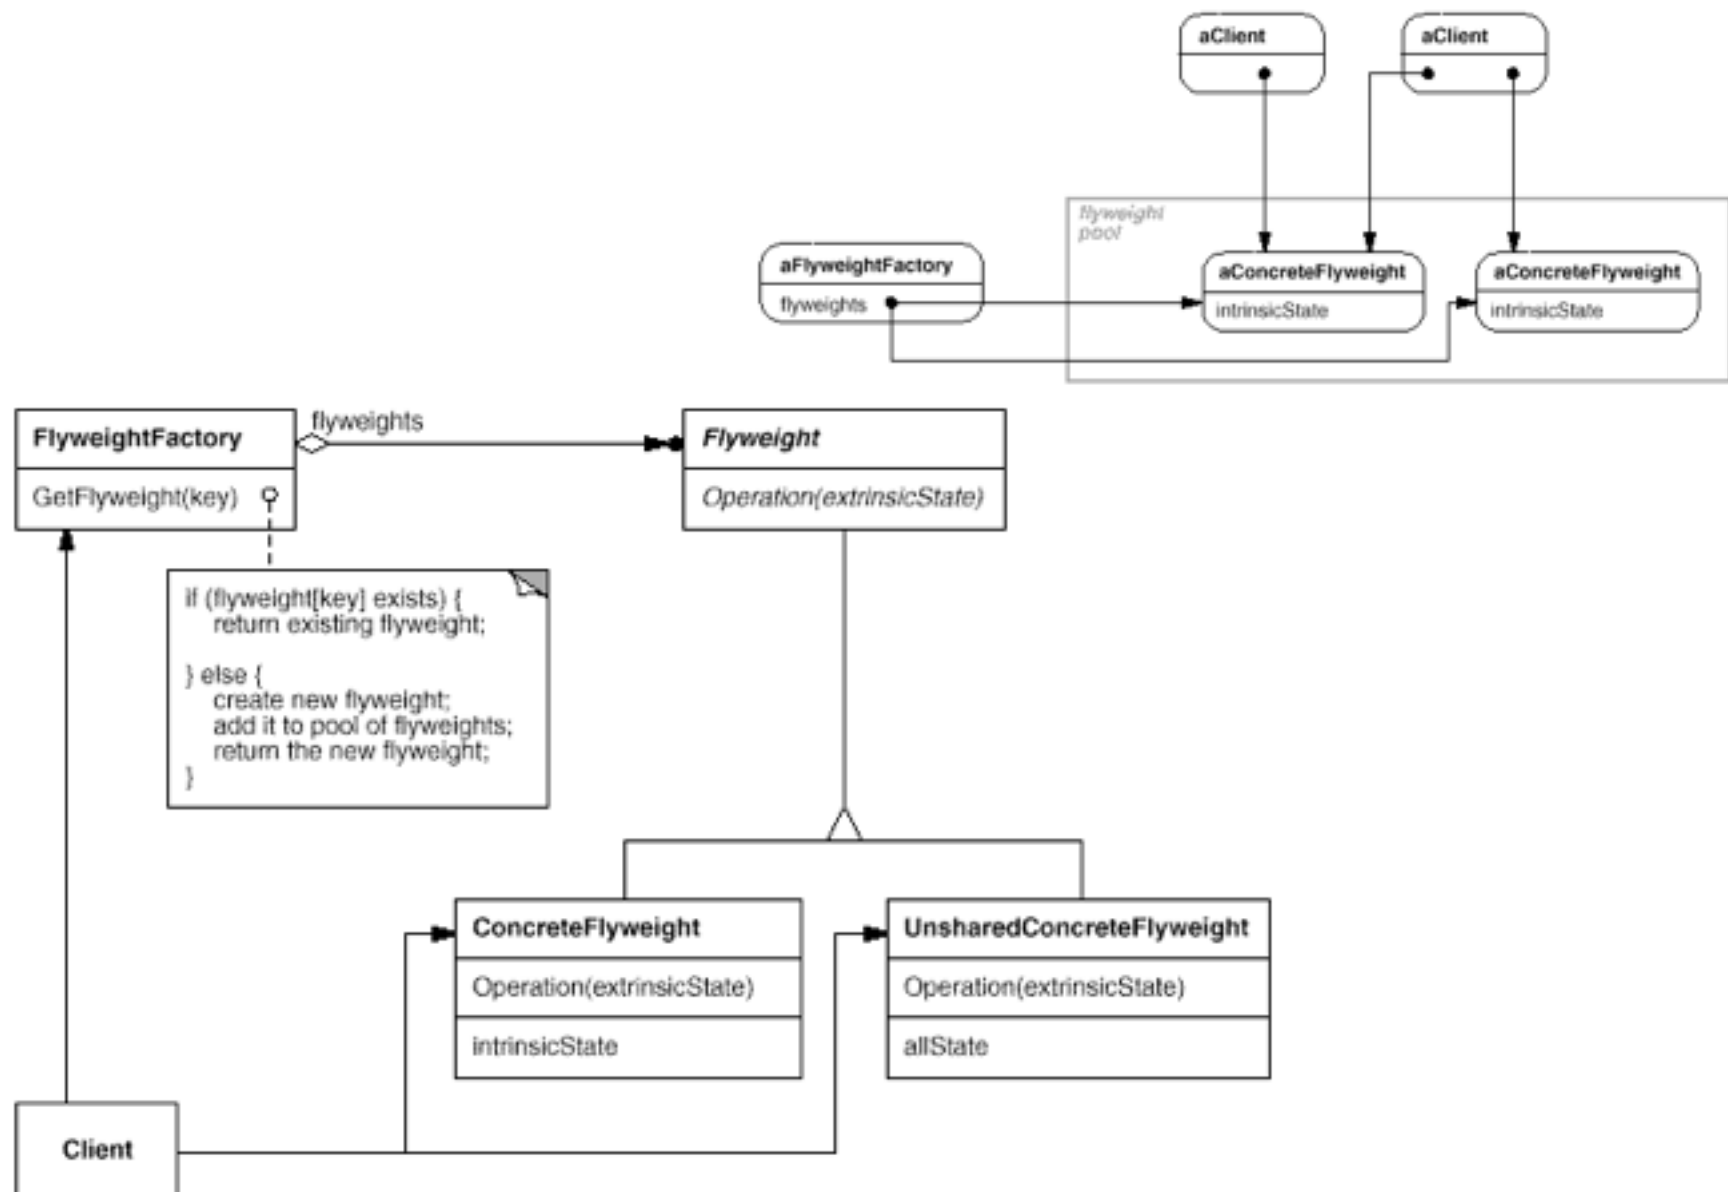 aClient
aClient
flyweight
pool
aFlyweightFactory
flyweights
aConcreteFlyweight
intrinsicState
aConcreteFlyweight
intrinsicState
FlyweightFactory
GetFlyweight(key)
flyweights
Flyweight
Operation(extrinsicState)
if (flyweight[key] exists) {
return existing flyweight;
} else {
create new flyweight;
add it to pool of flyweights;
return the new flyweight;
}
ConcreteFlyweight
Operation(extrinsicState)
intrinsicState
UnsharedConcreteFlyweight
Operation(extrinsicState)
allState
Client